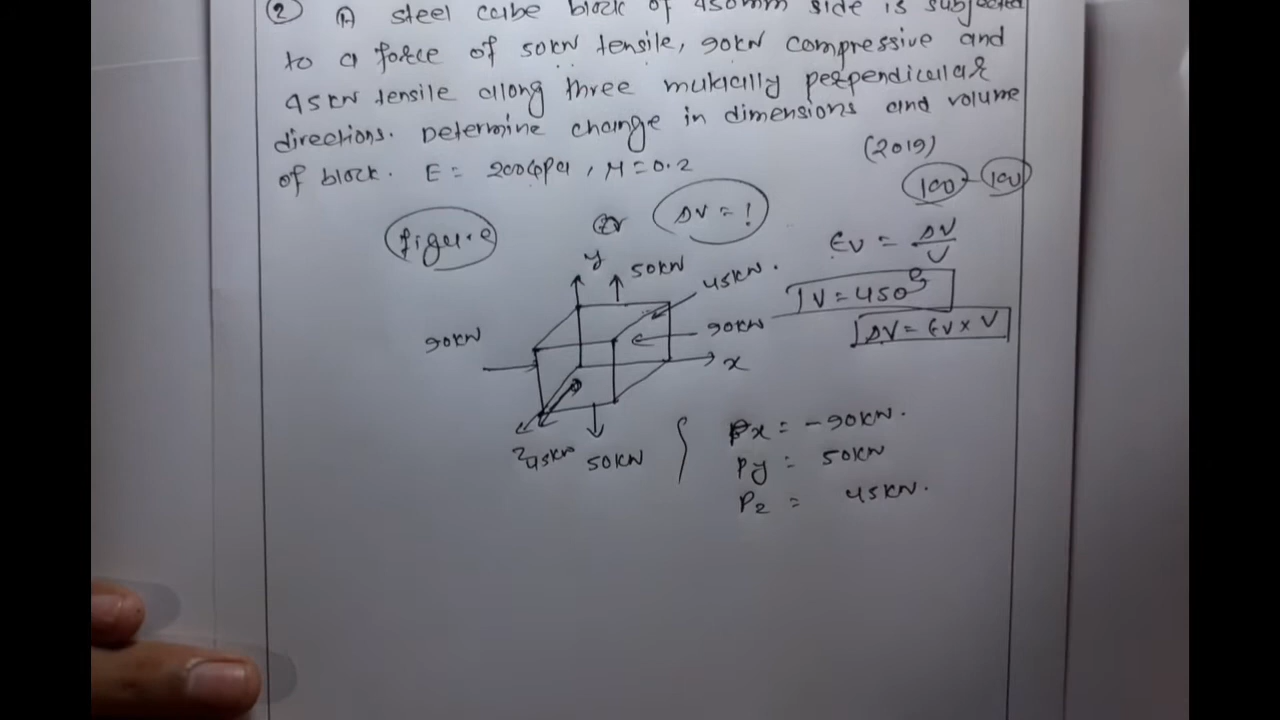 ② A steel cube block of 450mm side is subjected
to a force of 50kN tensile, 90kN compressive and
45kN tensile along three mutually perpendicular
directions. Determine change in dimensions and volume
of block. E = 200Gpa, μ = 0.2
(2019)
100 - 100
figure
ΔV = !
εv = ΔV/V
V = 450³
ΔV = εv × V
y
50kN
45kN.
90kN
90kN
x
z
45kN
50kN
Px = -90kN.
Py = 50kN
Pz = 45kN.